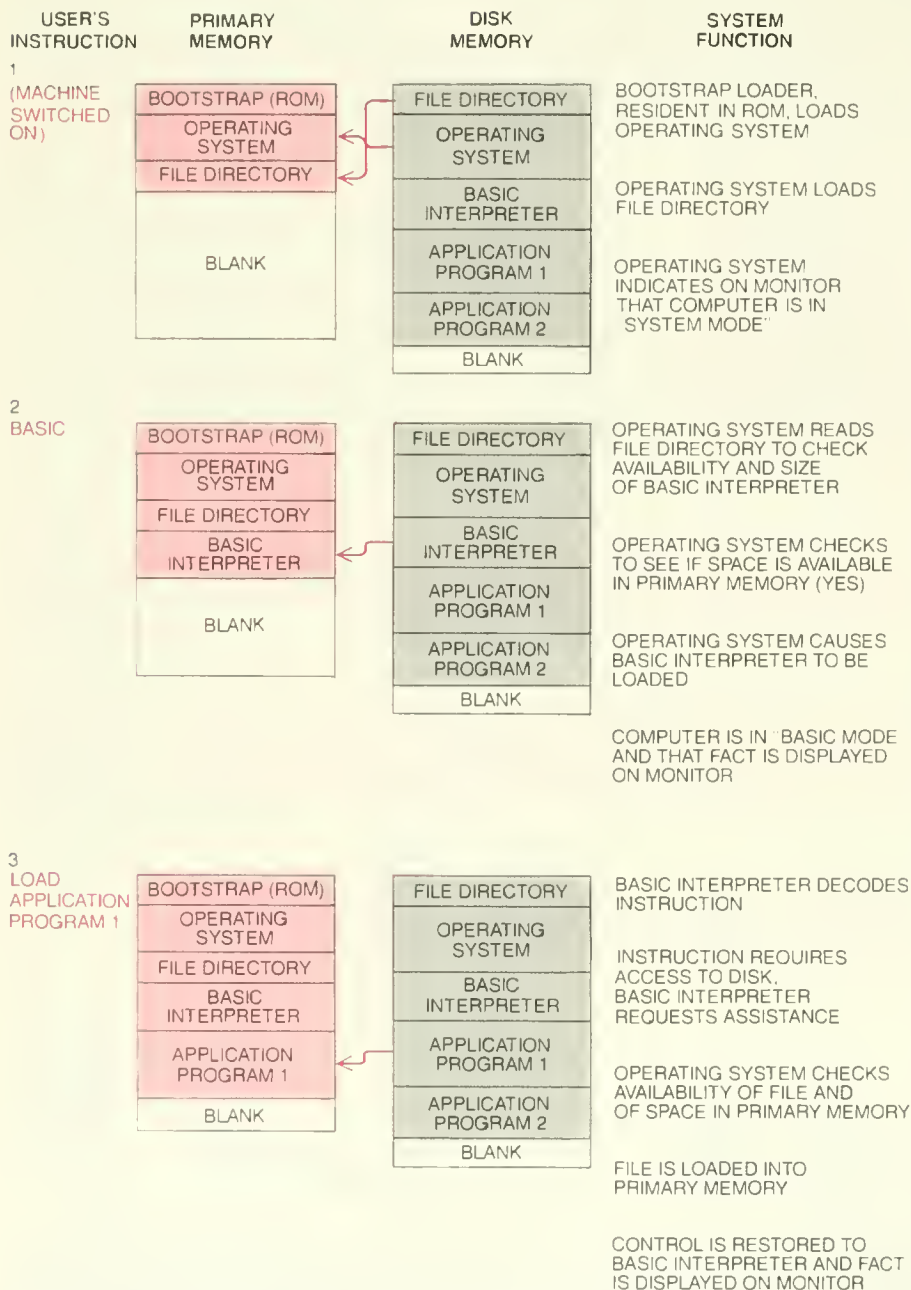 USER'S
INSTRUCTION
PRIMARY
MEMORY
DISK
MEMORY
SYSTEM
FUNCTION
1
(MACHINE
SWITCHED
ON)
BOOTSTRAP (ROM)
OPERATING
SYSTEM
FILE DIRECTORY
BLANK
FILE DIRECTORY
OPERATING
SYSTEM
BASIC
INTERPRETER
APPLICATION
PROGRAM 1
APPLICATION
PROGRAM 2
BLANK
BOOTSTRAP LOADER,
RESIDENT IN ROM, LOADS
OPERATING SYSTEM
OPERATING SYSTEM LOADS
FILE DIRECTORY
OPERATING SYSTEM
INDICATES ON MONITOR
THAT COMPUTER IS IN
"SYSTEM MODE"
2
BASIC
BOOTSTRAP (ROM)
OPERATING
SYSTEM
FILE DIRECTORY
BASIC
INTERPRETER
BLANK
FILE DIRECTORY
OPERATING
SYSTEM
BASIC
INTERPRETER
APPLICATION
PROGRAM 1
APPLICATION
PROGRAM 2
BLANK
OPERATING SYSTEM READS
FILE DIRECTORY TO CHECK
AVAILABILITY AND SIZE
OF BASIC INTERPRETER
OPERATING SYSTEM CHECKS
TO SEE IF SPACE IS AVAILABLE
IN PRIMARY MEMORY (YES)
OPERATING SYSTEM CAUSES
BASIC INTERPRETER TO BE
LOADED
COMPUTER IS IN "BASIC MODE
AND THAT FACT IS DISPLAYED
ON MONITOR
3
LOAD
APPLICATION
PROGRAM 1
BOOTSTRAP (ROM)
OPERATING
SYSTEM
FILE DIRECTORY
BASIC
INTERPRETER
APPLICATION
PROGRAM 1
BLANK
FILE DIRECTORY
OPERATING
SYSTEM
BASIC
INTERPRETER
APPLICATION
PROGRAM 1
APPLICATION
PROGRAM 2
BLANK
BASIC INTERPRETER DECODES
INSTRUCTION
INSTRUCTION REQUIRES
ACCESS TO DISK,
BASIC INTERPRETER
REQUESTS ASSISTANCE
OPERATING SYSTEM CHECKS
AVAILABILITY OF FILE AND
OF SPACE IN PRIMARY MEMORY
FILE IS LOADED INTO
PRIMARY MEMORY
CONTROL IS RESTORED TO
BASIC INTERPRETER AND FACT
IS DISPLAYED ON MONITOR